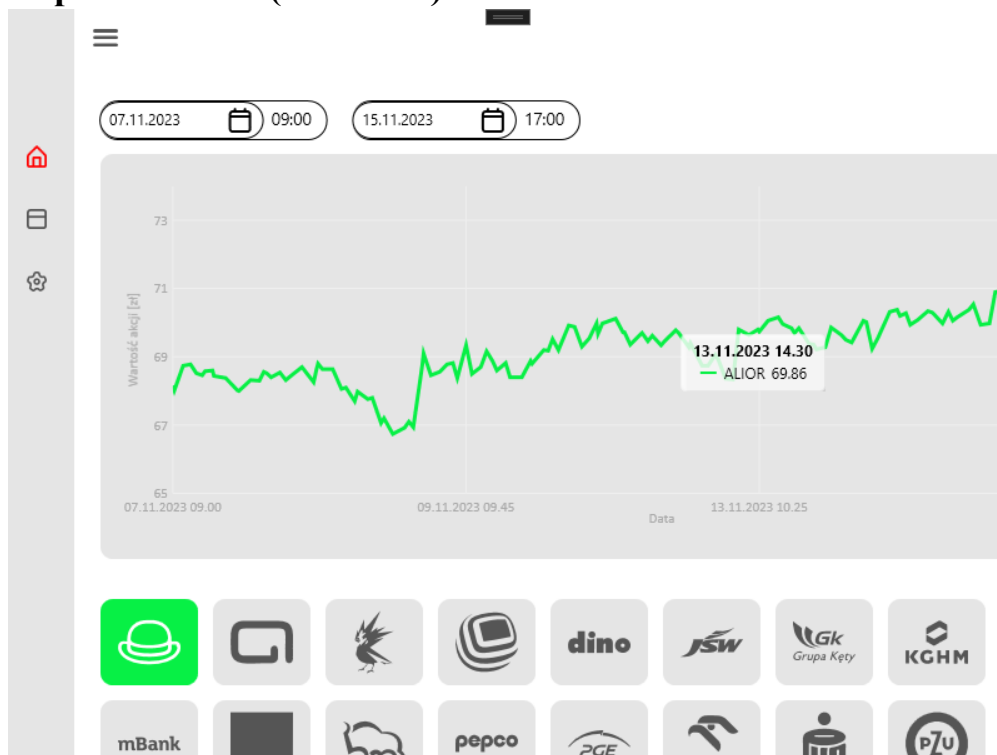 07.11.2023 09:00 15.11.2023 17:00
73
71
Wartość akcji [zł]
69
67
65
13.11.2023 14.30
ALIOR 69.86
07.11.2023 09.00 09.11.2023 09.45 13.11.2023 10.25
Data
dino
JSW
Gk
Grupa Kęty
KGHM
mBank
pepco
PGE
PZU